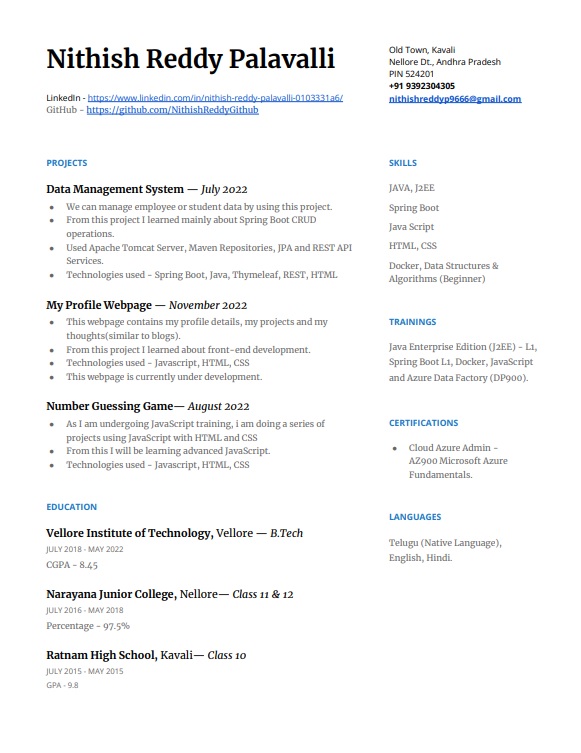 Nithish Reddy Palavalli
LinkedIn - https://www.linkedin.com/in/nithish-reddy-palavalli-0103331a6/
GitHub - https://github.com/NithishReddyGithub
Old Town, Kavali
Nellore Dt., Andhra Pradesh
PIN 524201
+91 9392304305
nithishreddyp9666@gmail.com
PROJECTS
Data Management System — July 2022
● We can manage employee or student data by using this project.
● From this project I learned mainly about Spring Boot CRUD
operations.
● Used Apache Tomcat Server, Maven Repositories, JPA and REST API
Services.
● Technologies used - Spring Boot, Java, Thymeleaf, REST, HTML
My Profile Webpage — November 2022
● This webpage contains my profile details, my projects and my
thoughts(similar to blogs).
● From this project I learned about front-end development.
● Technologies used - Javascript, HTML, CSS
● This webpage is currently under development.
Number Guessing Game— August 2022
● As I am undergoing JavaScript training, i am doing a series of
projects using JavaScript with HTML and CSS
● From this I will be learning advanced JavaScript.
● Technologies used - Javascript, HTML, CSS
EDUCATION
Vellore Institute of Technology, Vellore — B.Tech
JULY 2018 - MAY 2022
CGPA - 8.45
Narayana Junior College, Nellore— Class 11 & 12
JULY 2016 - MAY 2018
Percentage - 97.5%
Ratnam High School, Kavali— Class 10
JULY 2015 - MAY 2015
GPA - 9.8
SKILLS
JAVA, J2EE
Spring Boot
Java Script
HTML, CSS
Docker, Data Structures &
Algorithms (Beginner)
TRAININGS
Java Enterprise Edition (J2EE) - L1,
Spring Boot L1, Docker, JavaScript
and Azure Data Factory (DP900).
CERTIFICATIONS
● Cloud Azure Admin -
AZ900 Microsoft Azure
Fundamentals.
LANGUAGES
Telugu (Native Language),
English, Hindi.